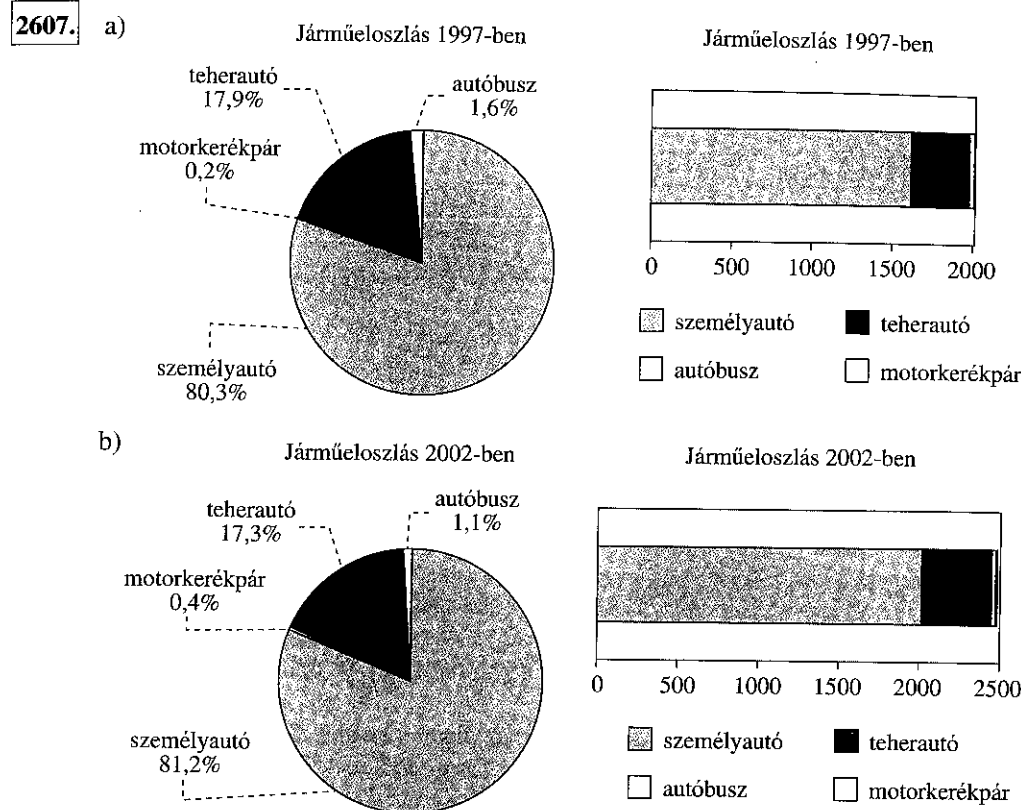 2607. a)
Járműeloszlás 1997-ben
teherautó
17,9%
autóbusz
1,6%
motorkerékpár
0,2%
személyautó
80,3%
Járműeloszlás 1997-ben
0 500 1000 1500 2000
személyautó teherautó
autóbusz motorkerékpár
b)
Járműeloszlás 2002-ben
teherautó
17,3%
autóbusz
1,1%
motorkerékpár
0,4%
személyautó
81,2%
Járműeloszlás 2002-ben
0 500 1000 1500 2000 2500
személyautó teherautó
autóbusz motorkerékpár